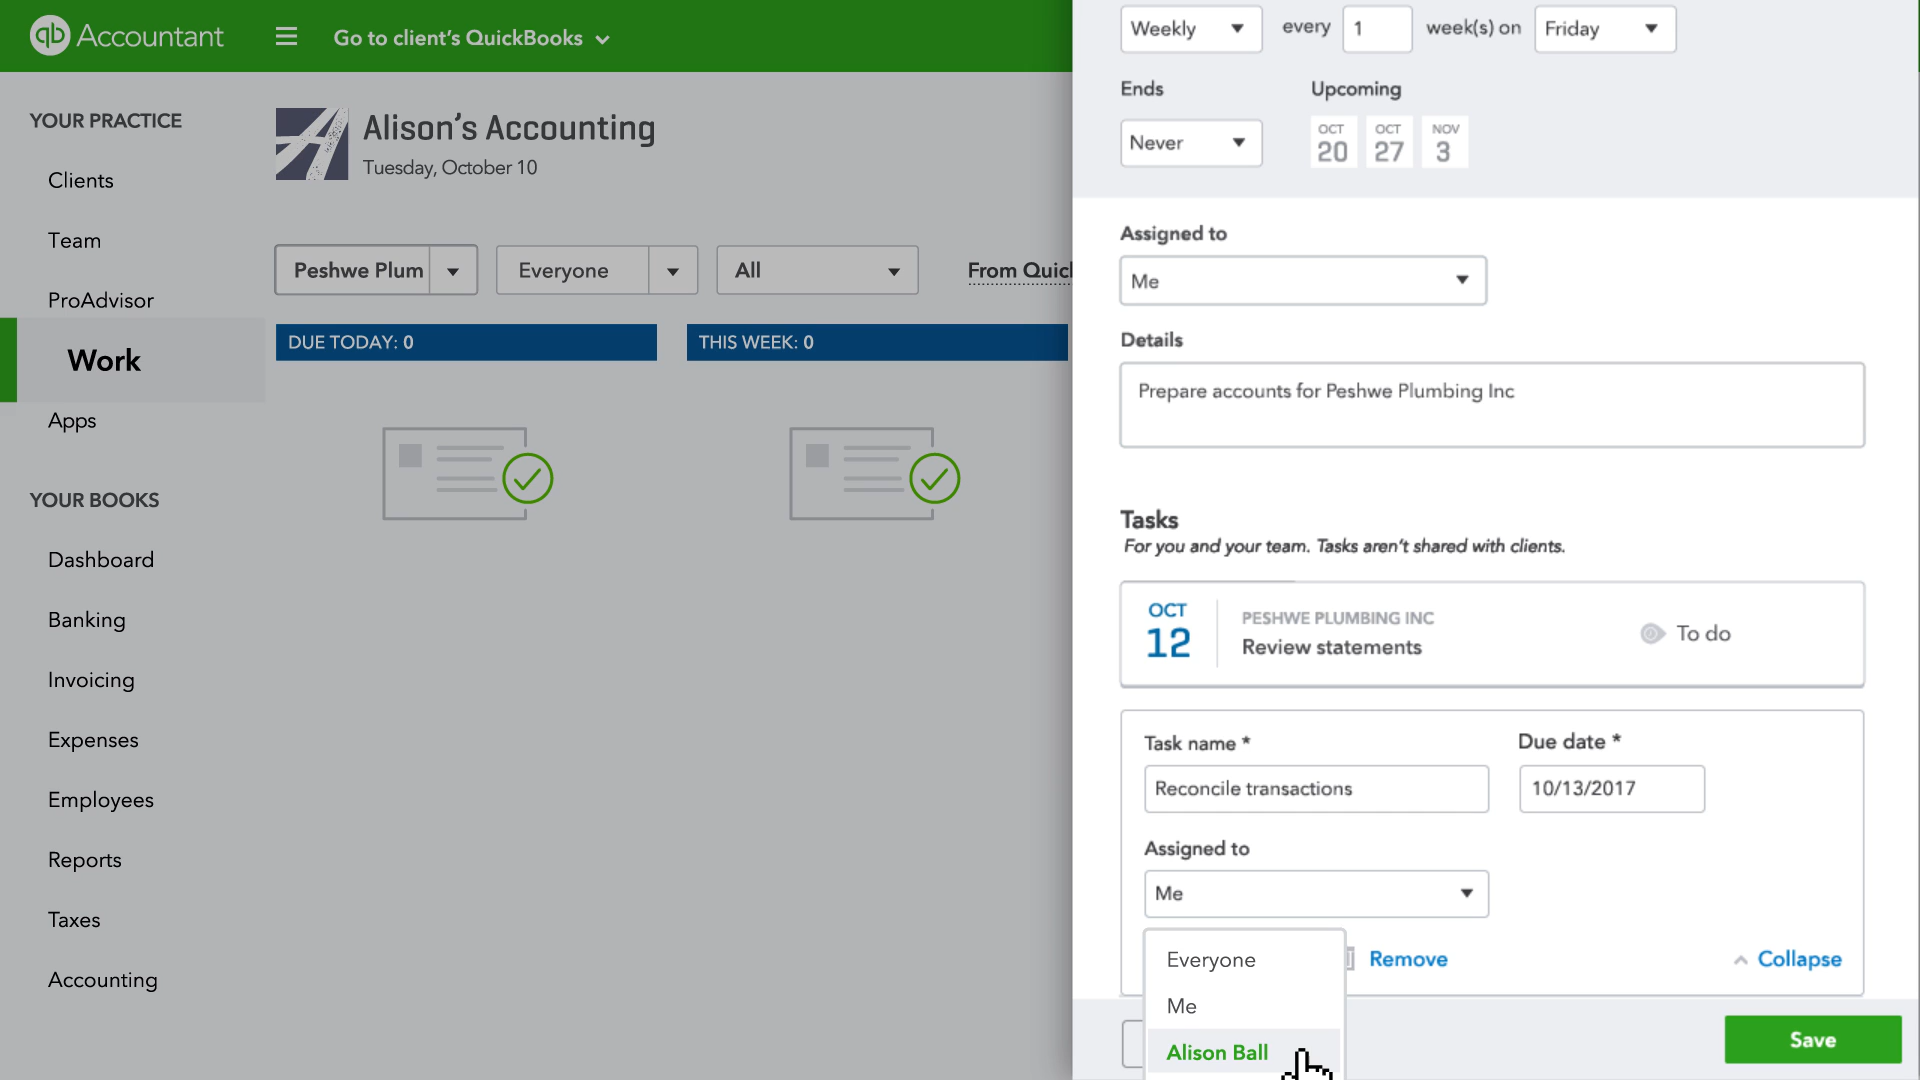 qb Accountant
Go to client's QuickBooks
YOUR PRACTICE
Clients
Team
ProAdvisor
Work
Apps
YOUR BOOKS
Dashboard
Banking
Invoicing
Expenses
Employees
Reports
Taxes
Accounting
Alison's Accounting
Tuesday, October 10
Peshwe Plum
Everyone
All
From Quic
DUE TODAY: 0
THIS WEEK: 0
Weekly every 1 week(s) on Friday
Ends Upcoming
Never
OCT 20 OCT 27 NOV 3
Assigned to
Me
Details
Prepare accounts for Peshwe Plumbing Inc
Tasks
For you and your team. Tasks aren't shared with clients.
OCT 12
PESHWE PLUMBING INC
Review statements
To do
Task name * Due date *
Reconcile transactions 10/13/2017
Assigned to
Me
Everyone
Me
Alison Ball
Remove
Collapse
Save